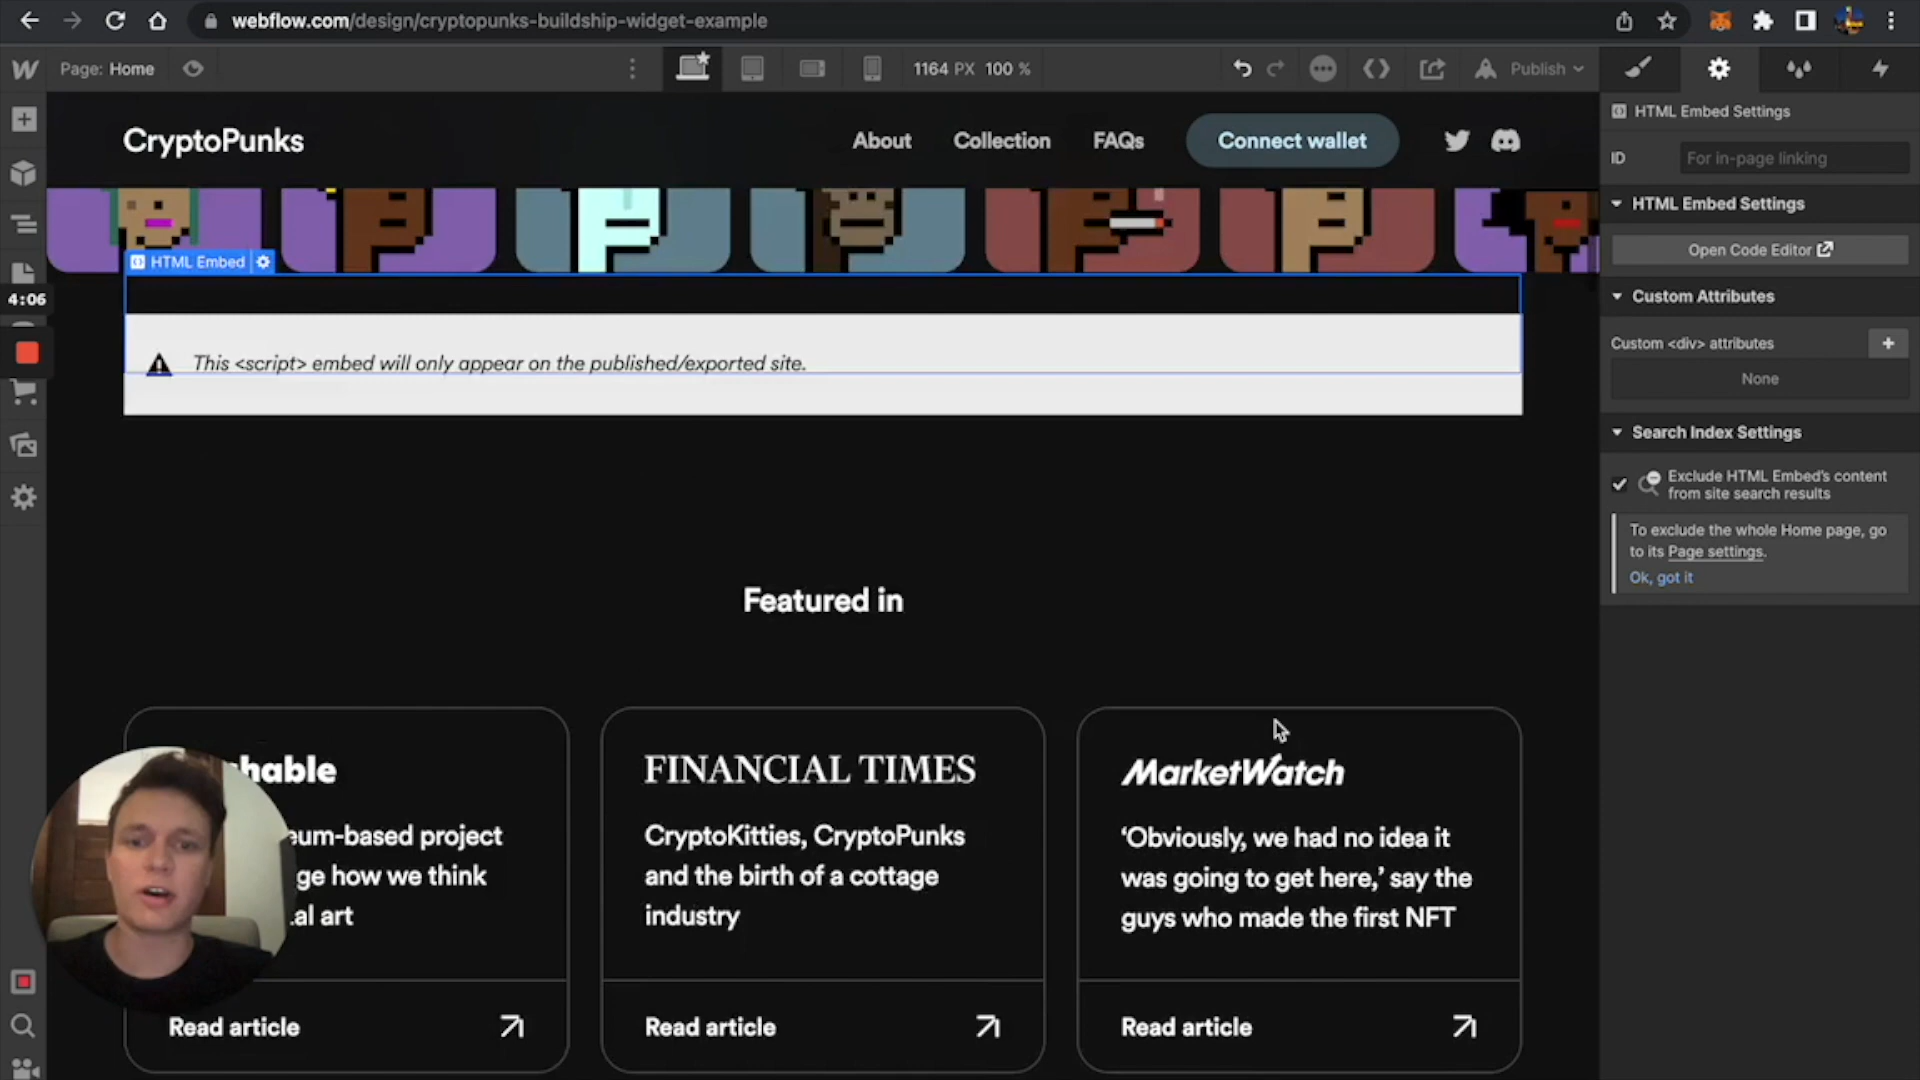 webflow.com/design/cryptopunks-buildship-widget-example
Page: Home
1164 PX 100 %
Publish
CryptoPunks
About
Collection
FAQs
Connect wallet
HTML Embed
4:06
This <script> embed will only appear on the published/exported site.
Featured in
hable
eum-based project
ge how we think
al art
Read article
FINANCIAL TIMES
CryptoKitties, CryptoPunks
and the birth of a cottage
industry
Read article
MarketWatch
‘Obviously, we had no idea it
was going to get here,’ say the
guys who made the first NFT
Read article
HTML Embed Settings
ID
For in-page linking
HTML Embed Settings
Open Code Editor
Custom Attributes
Custom <div> attributes
None
Search Index Settings
Exclude HTML Embed's content
from site search results
To exclude the whole Home page, go
to its Page settings.
Ok, got it